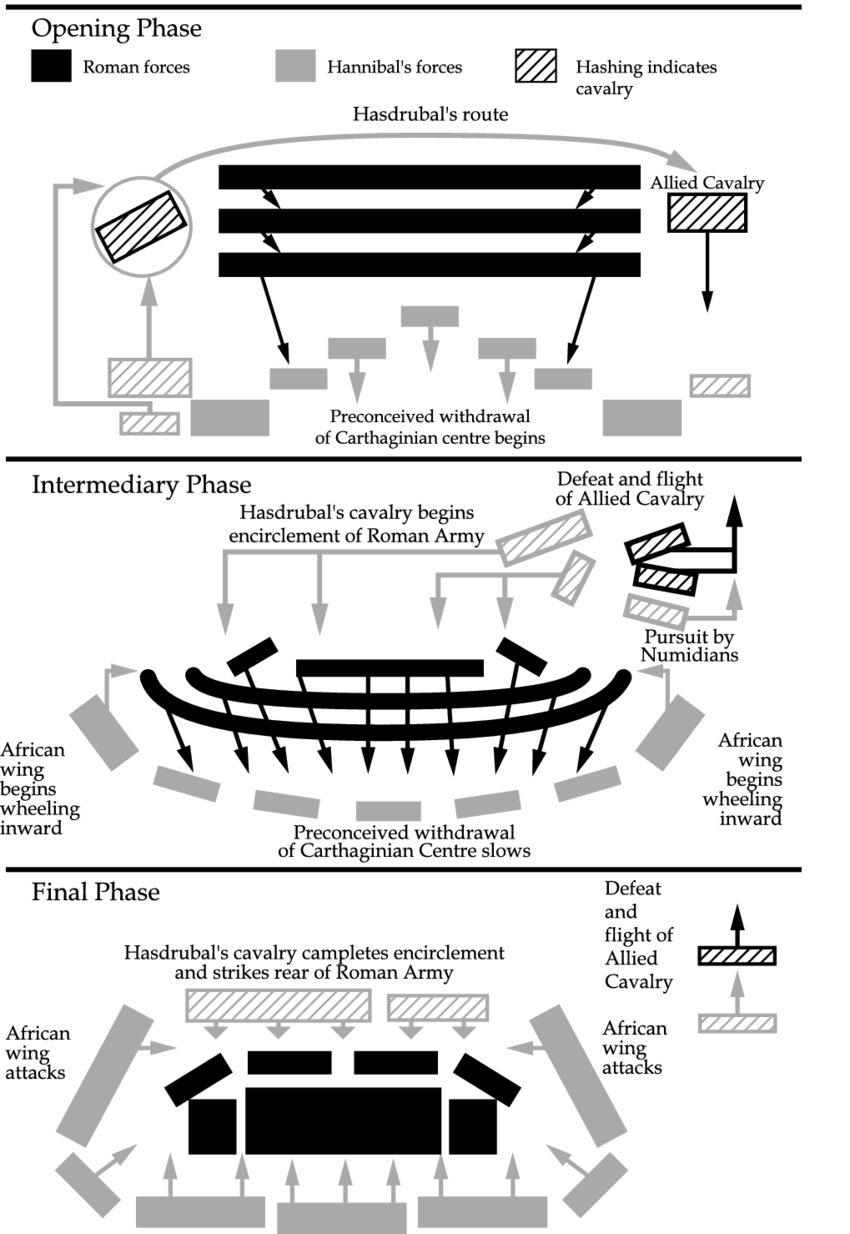 Opening Phase
Roman forces
Hannibal's forces
Hashing indicates
cavalry
Hasdrubal's route
Allied Cavalry
Preconceived withdrawal
of Carthaginian centre begins
Intermediary Phase
Defeat and flight
of Allied Cavalry
Hasdrubal's cavalry begins
encirclement of Roman Army
Pursuit by
Numidians
African
wing
begins
wheeling
inward
African
wing
begins
wheeling
inward
Preconceived withdrawal
of Carthaginian Centre slows
Final Phase
Defeat
and
flight of
Allied
Cavalry
Hasdrubal's cavalry campletes encirclement
and strikes rear of Roman Army
African
wing
attacks
African
wing
attacks